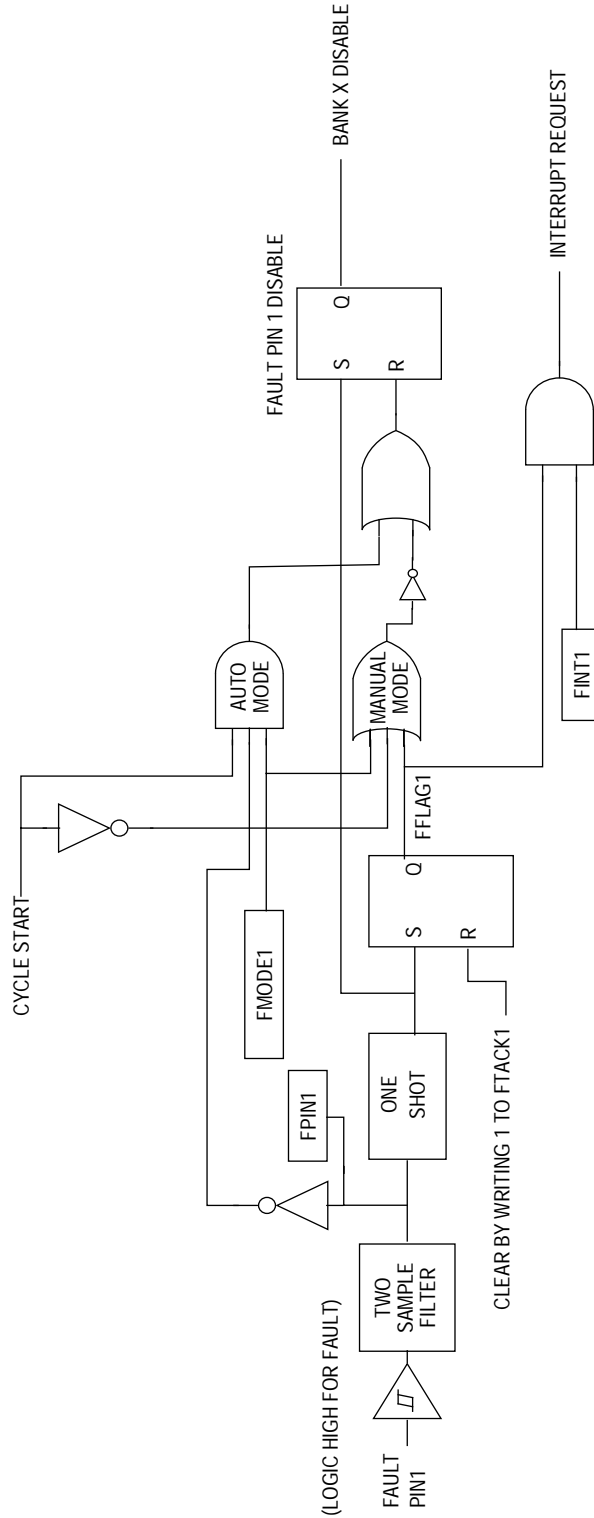 CYCLE START
BANK X DISABLE
FAULT PIN 1 DISABLE
AUTO
MODE
S
Q
R
FMODE1
FPIN1
MANUAL
MODE
(LOGIC HIGH FOR FAULT)
ONE
SHOT
S
Q
R
FFLAG1
TWO
SAMPLE
FILTER
FAULT
PIN1
INTERRUPT REQUEST
CLEAR BY WRITING 1 TO FTACK1
FINT1